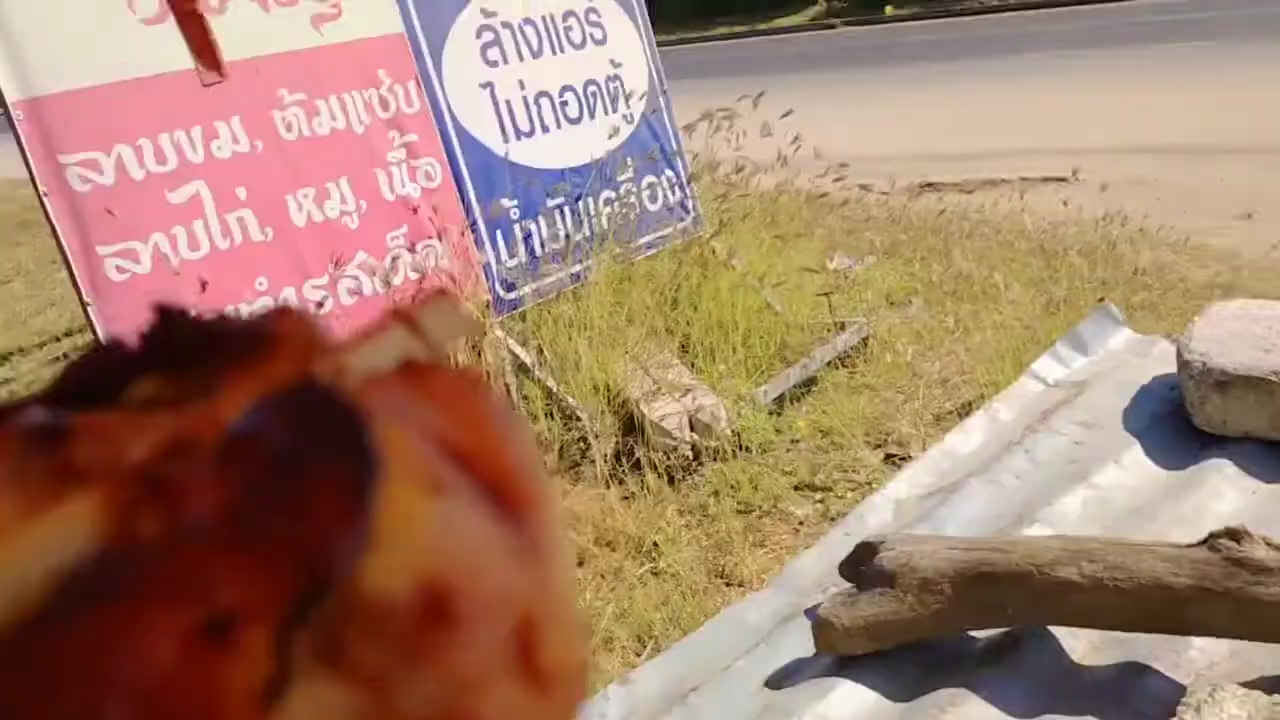 ลาบขม, ต้มแซ่บ
ลาบไก่, หมู, เนื้อ
ล้างแอร์
ไม่ถอดตู้
น้ำมันเครื่อง